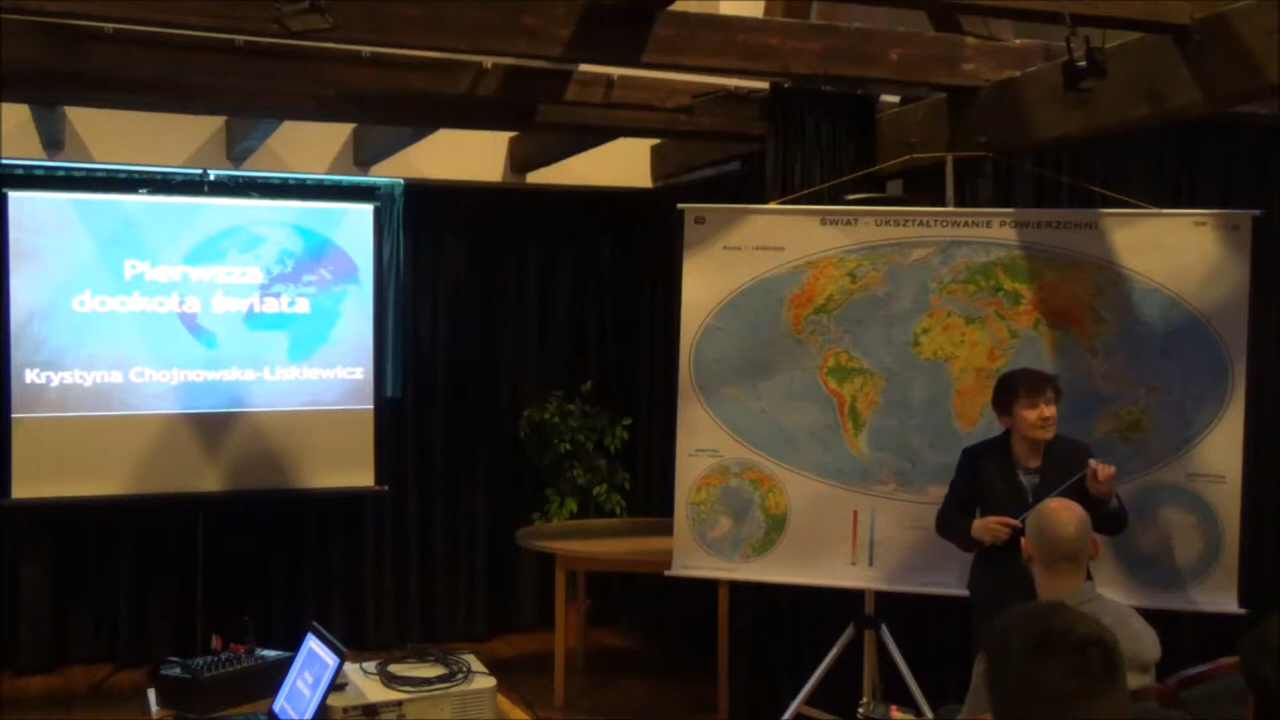 Pierwsza
dookoła świata
Krystyna Chojnowska-Liskiewicz
ŚWIAT - UKSZTAŁTOWANIE POWIERZCHNI